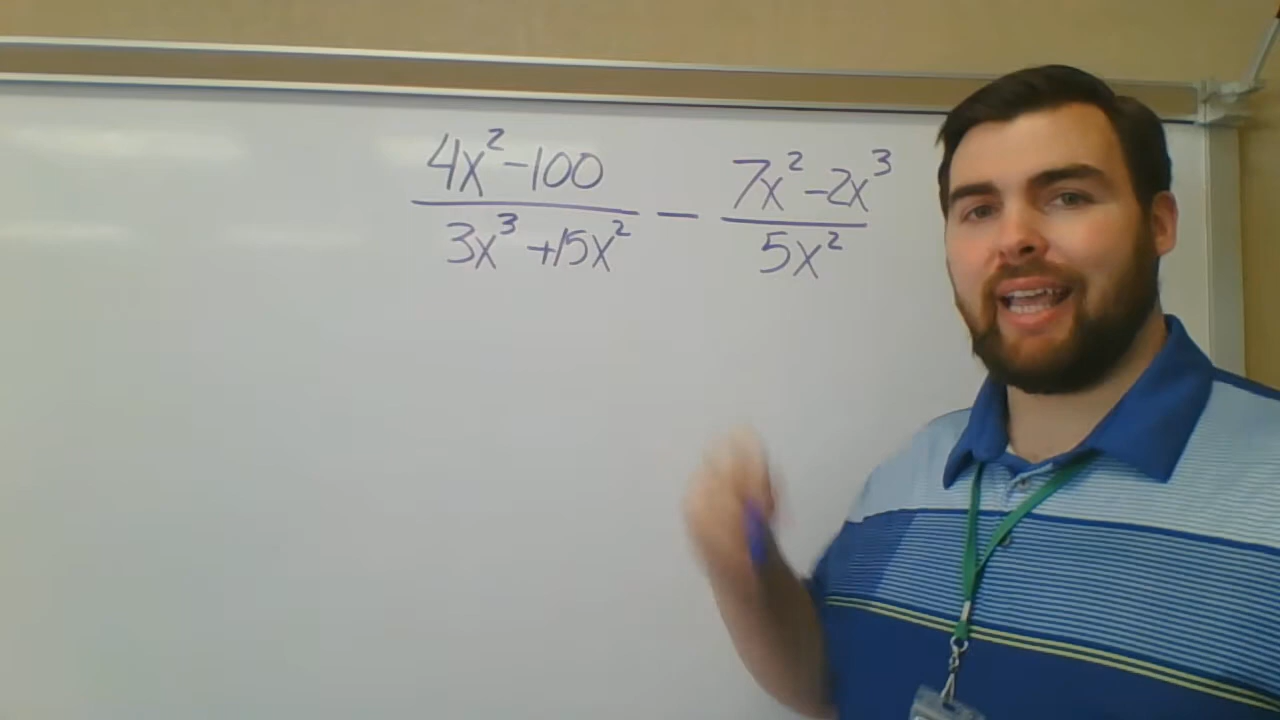 4x² - 100 / 3x³ + 15x² - 7x² - 2x³ / 5x²